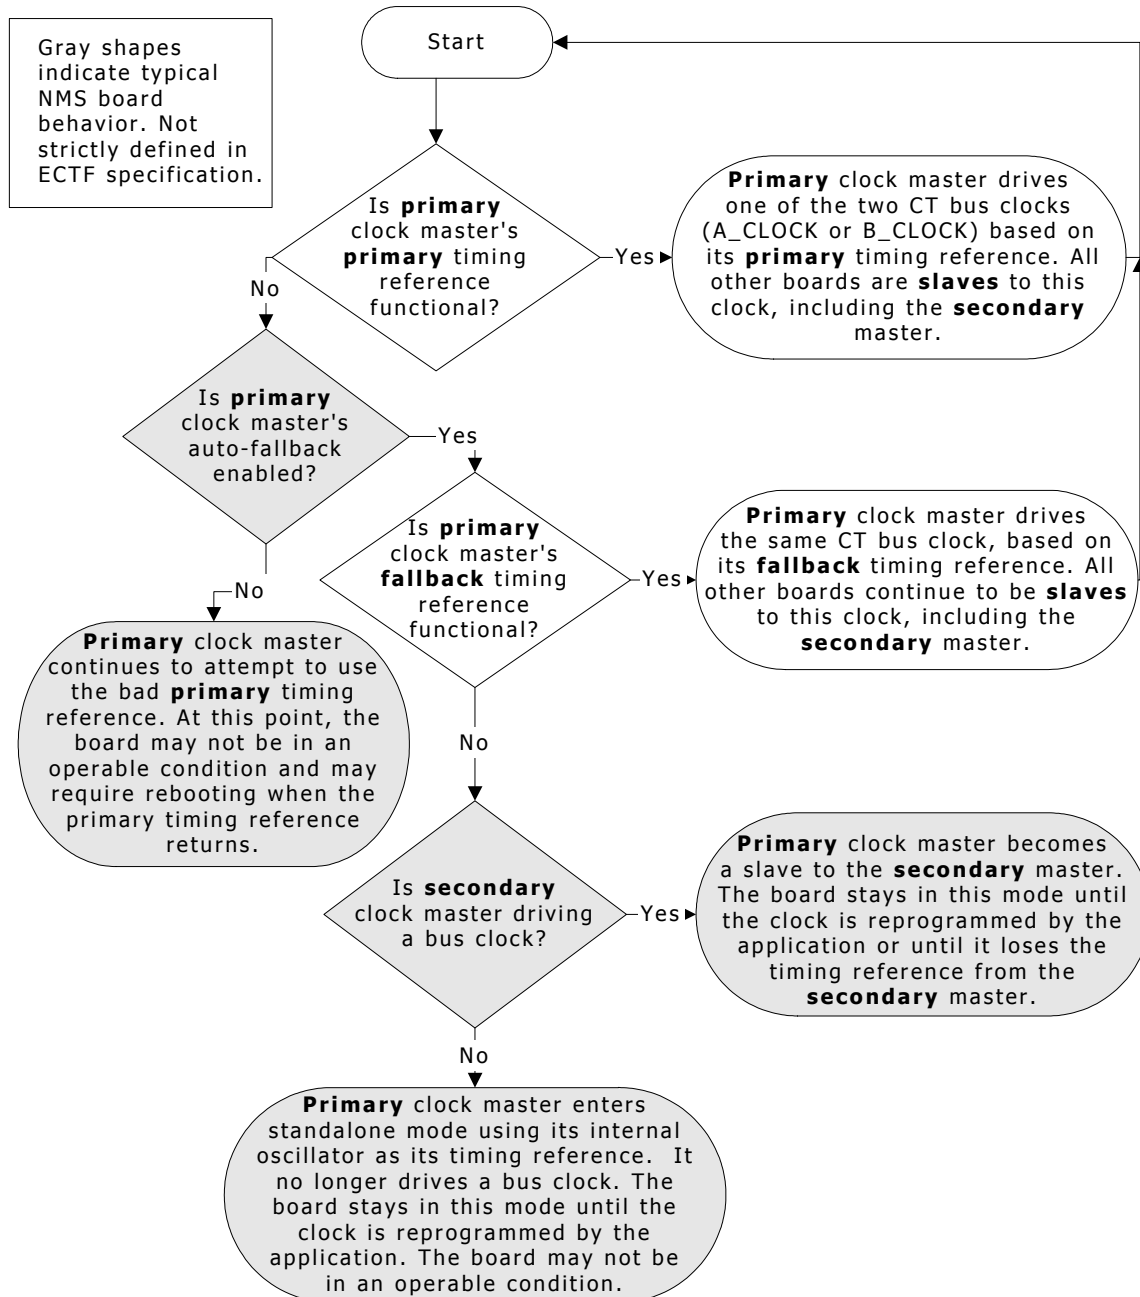 Gray shapes
indicate typical
NMS board
behavior. Not
strictly defined in
ECTF specification.
Start
Is primary
clock master's
primary timing
reference
functional?
Yes
Primary clock master drives
one of the two CT bus clocks
(A_CLOCK or B_CLOCK) based on
its primary timing reference. All
other boards are slaves to this
clock, including the secondary
master.
No
Is primary
clock master's
auto-fallback
enabled?
Yes
Is primary
clock master's
fallback timing
reference
functional?
Yes
Primary clock master drives
the same CT bus clock, based on
its fallback timing reference. All
other boards continue to be slaves
to this clock, including the
secondary master.
No
Primary clock master
continues to attempt to use
the bad primary timing
reference. At this point, the
board may not be in an
operable condition and may
require rebooting when the
primary timing reference
returns.
No
Is secondary
clock master driving
a bus clock?
Yes
Primary clock master becomes
a slave to the secondary master.
The board stays in this mode until
the clock is reprogrammed by the
application or until it loses the
timing reference from the
secondary master.
No
Primary clock master enters
standalone mode using its internal
oscillator as its timing reference. It
no longer drives a bus clock. The
board stays in this mode until the
clock is reprogrammed by the
application. The board may not be
in an operable condition.